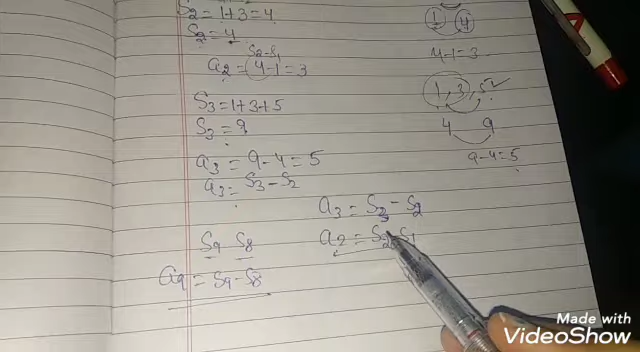 S2 = 1+3 = 4
S2 = 4
S2-S1
a2 = 4-1 = 3
S3 = 1+3+5
S3 = 9
a3 = 9-4 = 5
a3 = S3-S2
S9 S8
a9 = S9-S8
1 4
4-1=3
1, 3, 5
4 9
9-4=5
a3 = S3-S2
a2 = S2-S1
Made with
VideoShow